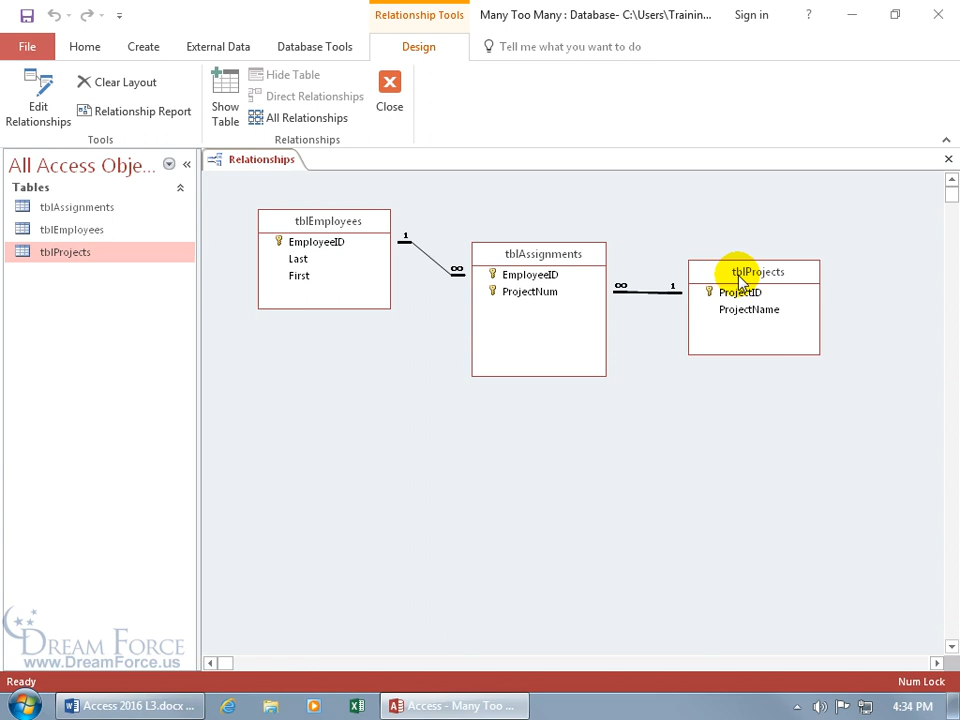 Relationship Tools
Many Too Many : Database- C:\Users\Trainin...
Sign in
?
File
Home
Create
External Data
Database Tools
Design
Tell me what you want to do
Edit
Relationships
Clear Layout
Relationship Report
Tools
Show
Table
Hide Table
Direct Relationships
All Relationships
Relationships
Close
All Access Obje...
Tables
tblAssignments
tblEmployees
tblProjects
Relationships
tblEmployees
EmployeeID
Last
First
1
∞
tblAssignments
EmployeeID
ProjectNum
∞
1
tblProjects
ProjectID
ProjectName
DREAM FORCE
www.DreamForce.us
Ready
Num Lock
Access 2016 L3.docx ...
Access - Many Too ...
4:34 PM